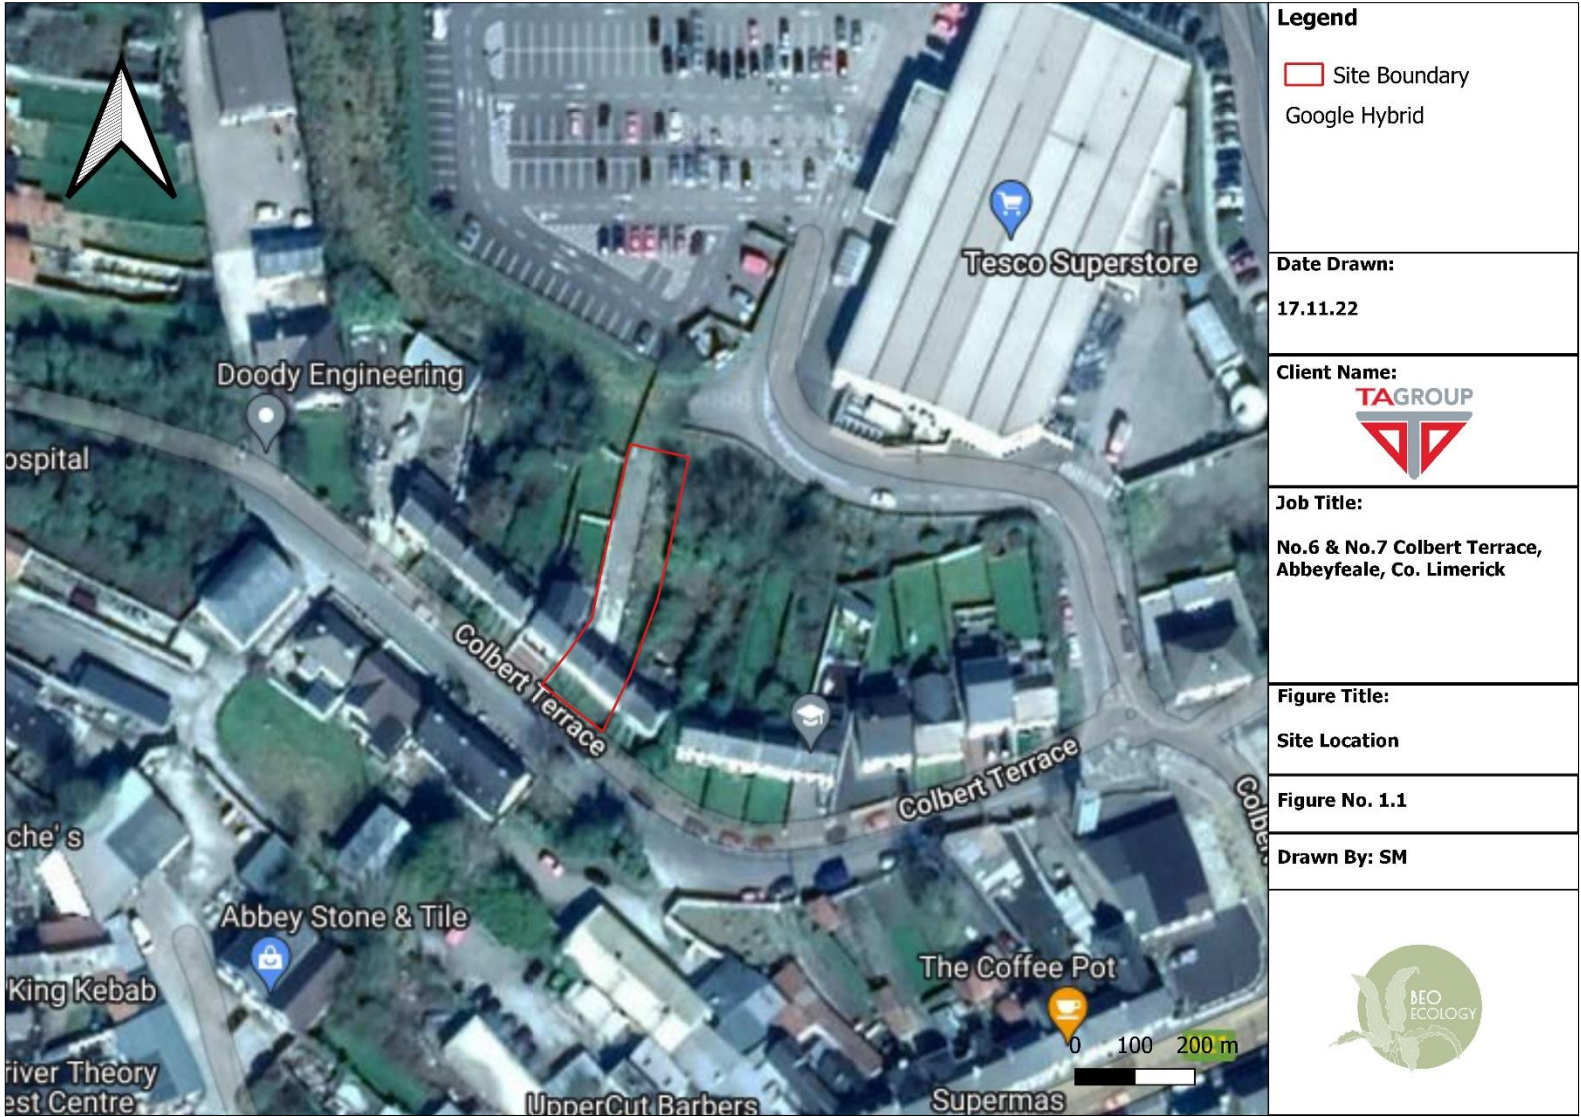 Doody Engineering
ospital
Tesco Superstore
Colbert Terrace
Colbert Terrace
Colbe
che's
Abbey Stone & Tile
King Kebab
river Theory
est Centre
UpperCut Barbers
The Coffee Pot
0 100 200 m
Supermas
Legend
Site Boundary
Google Hybrid
Date Drawn:
17.11.22
Client Name:
TAGROUP
Job Title:
No.6 & No.7 Colbert Terrace,
Abbeyfeale, Co. Limerick
Figure Title:
Site Location
Figure No. 1.1
Drawn By: SM
BEO
ECOLOGY